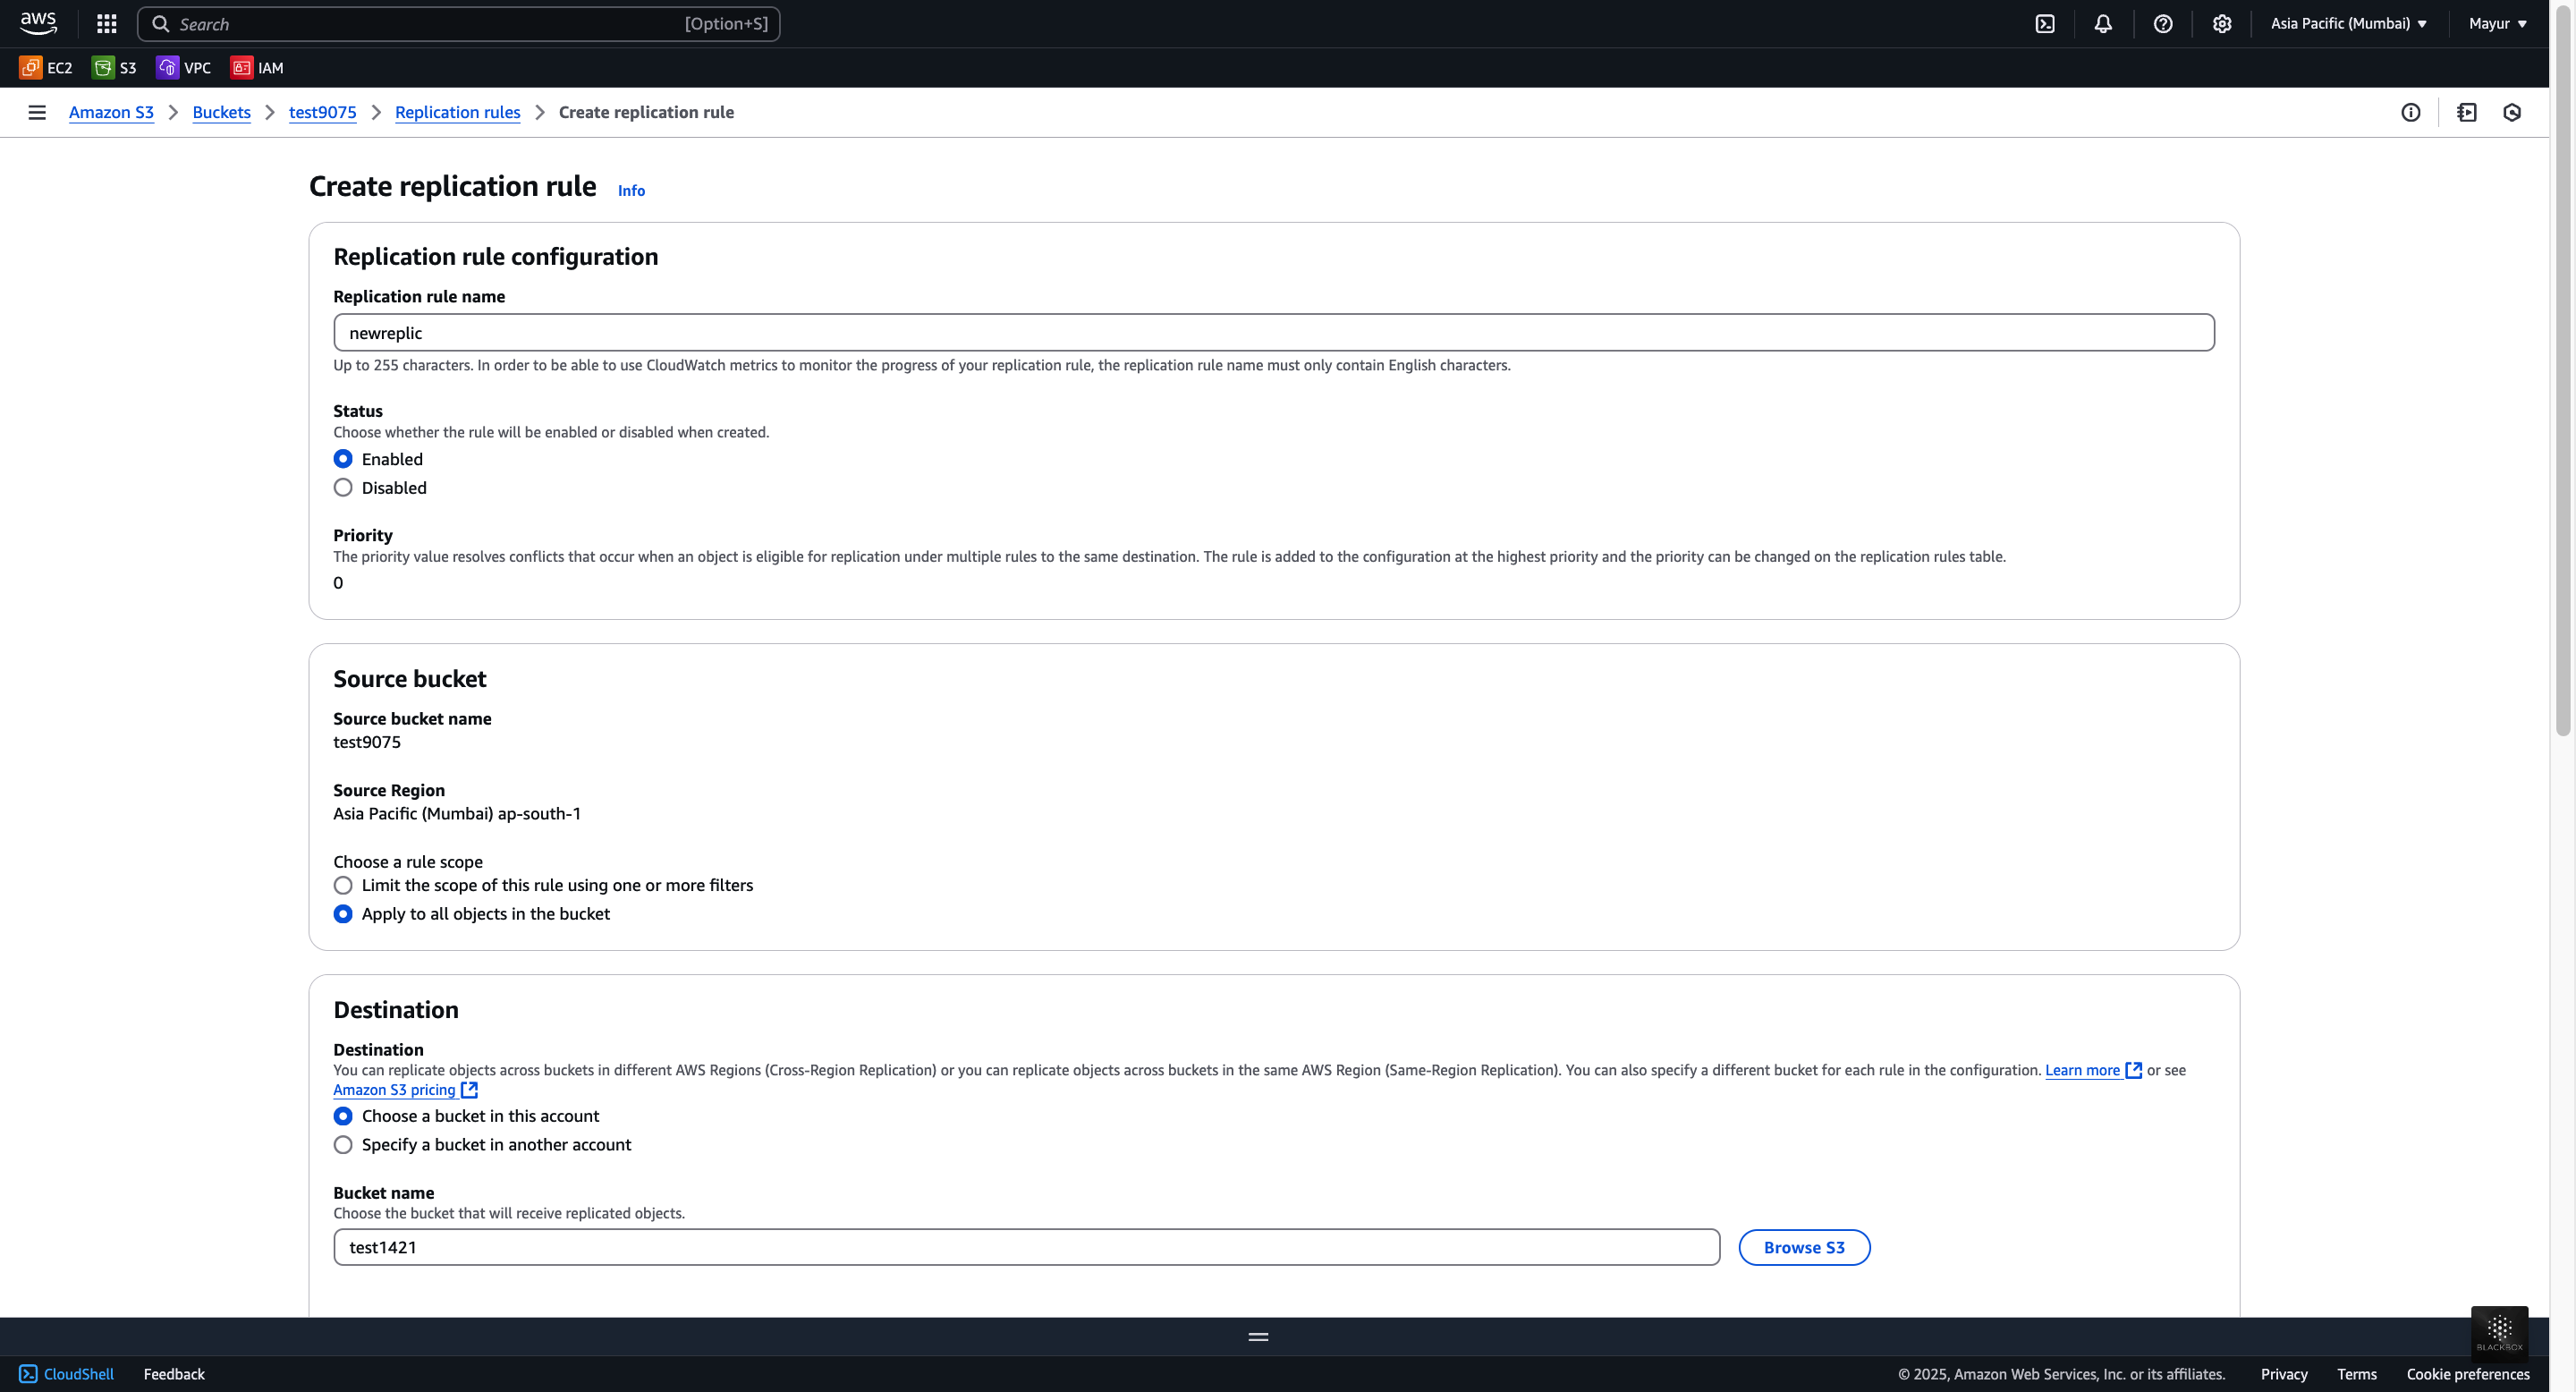 aws
Search [Option+S]
Asia Pacific (Mumbai) Mayur
EC2 S3 VPC IAM
Amazon S3 Buckets test9075 Replication rules Create replication rule
Create replication rule Info
Replication rule configuration
Replication rule name
newreplic
Up to 255 characters. In order to be able to use CloudWatch metrics to monitor the progress of your replication rule, the replication rule name must only contain English characters.
Status
Choose whether the rule will be enabled or disabled when created.
Enabled
Disabled
Priority
The priority value resolves conflicts that occur when an object is eligible for replication under multiple rules to the same destination. The rule is added to the configuration at the highest priority and the priority can be changed on the replication rules table.
0
Source bucket
Source bucket name
test9075
Source Region
Asia Pacific (Mumbai) ap-south-1
Choose a rule scope
Limit the scope of this rule using one or more filters
Apply to all objects in the bucket
Destination
Destination
You can replicate objects across buckets in different AWS Regions (Cross-Region Replication) or you can replicate objects across buckets in the same AWS Region (Same-Region Replication). You can also specify a different bucket for each rule in the configuration. Learn more or see
Amazon S3 pricing
Choose a bucket in this account
Specify a bucket in another account
Bucket name
Choose the bucket that will receive replicated objects.
test1421 Browse S3
BLACKBOX
CloudShell Feedback © 2025, Amazon Web Services, Inc. or its affiliates. Privacy Terms Cookie preferences